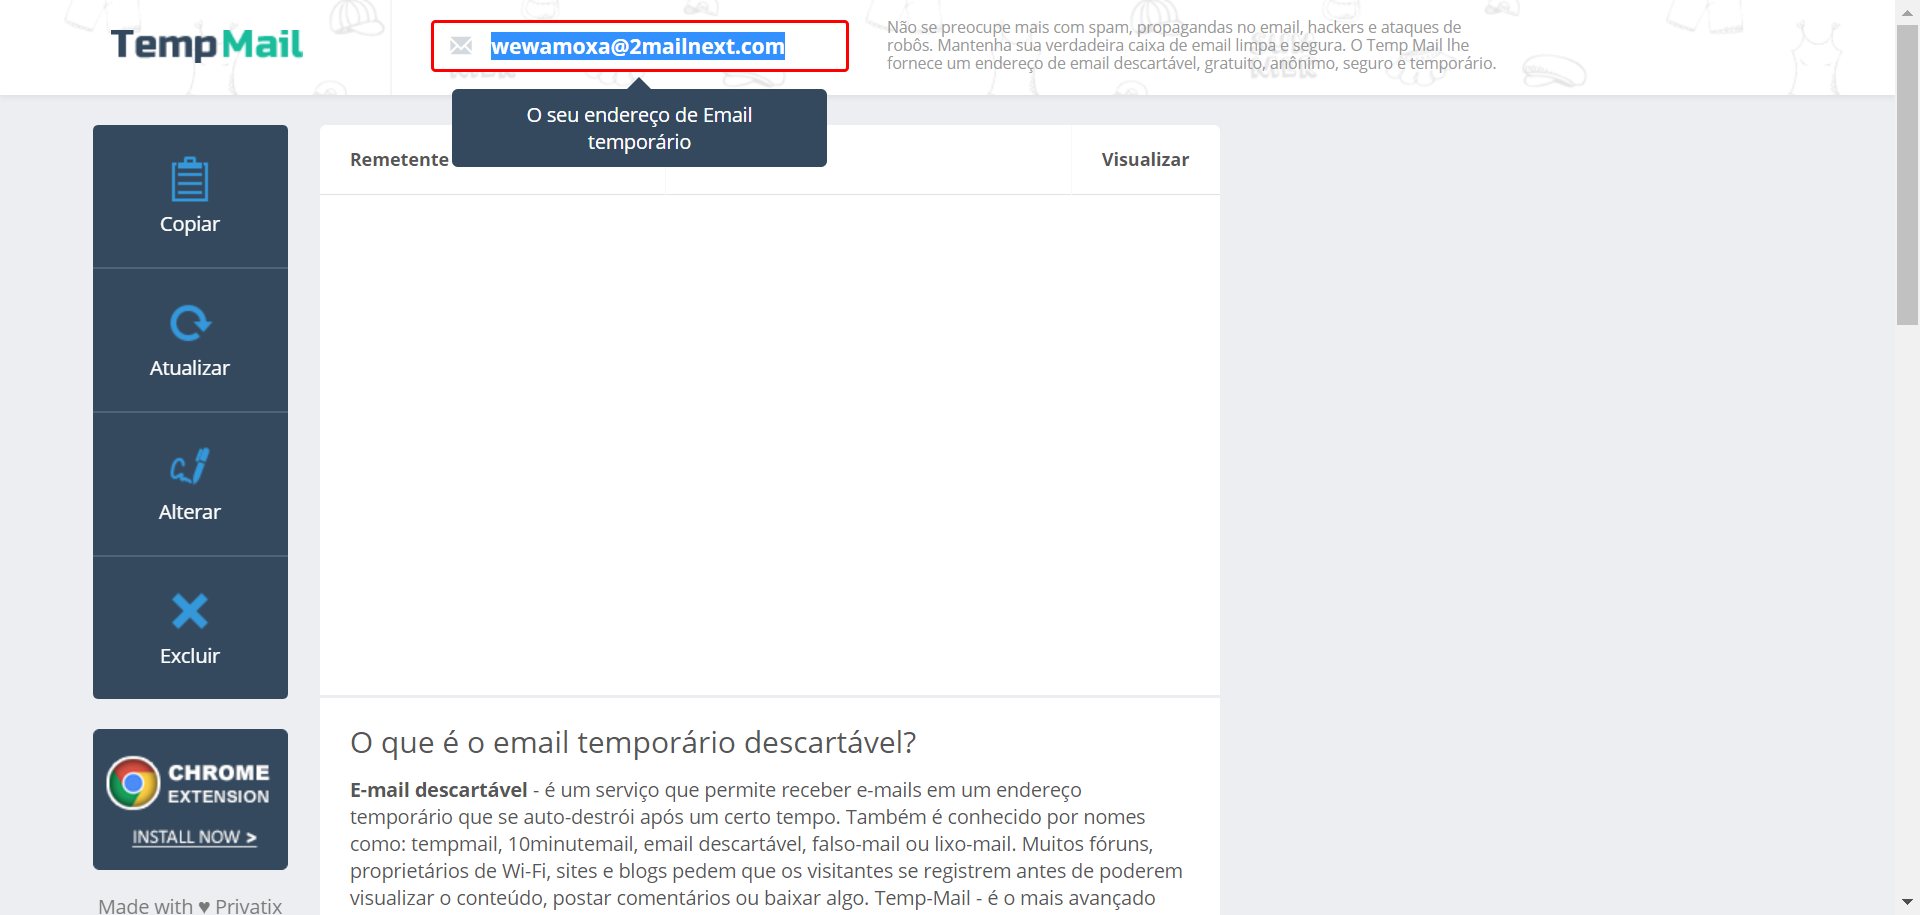 TempMail
wewamoxa@2mailnext.com
Não se preocupe mais com spam, propagandas no email, hackers e ataques de
robôs. Mantenha sua verdadeira caixa de email limpa e segura. O Temp Mail lhe
fornece um endereço de email descartável, gratuito, anônimo, seguro e temporário.
O seu endereço de Email
temporário
Remetente
Visualizar
Copiar
Atualizar
Alterar
Excluir
CHROME
EXTENSION
INSTALL NOW >
Made with ♥ Privatix
O que é o email temporário descartável?
E-mail descartável - é um serviço que permite receber e-mails em um endereço
temporário que se auto-destrói após um certo tempo. Também é conhecido por nomes
como: tempmail, 10minutemail, email descartável, falso-mail ou lixo-mail. Muitos fóruns,
proprietários de Wi-Fi, sites e blogs pedem que os visitantes se registrem antes de poderem
visualizar o conteúdo, postar comentários ou baixar algo. Temp-Mail - é o mais avançado